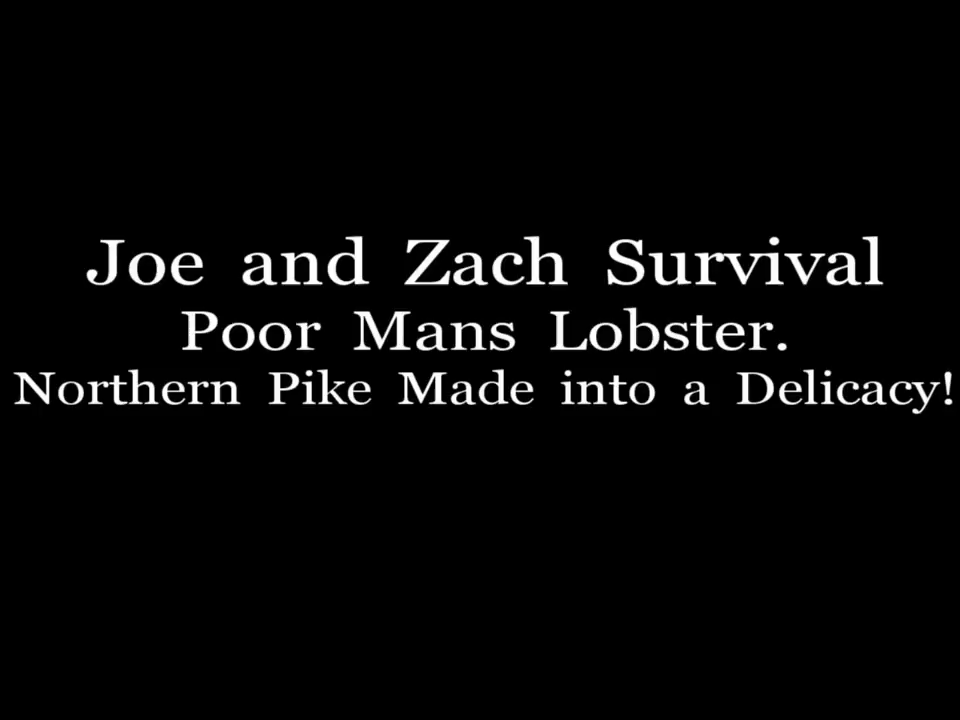 Joe and Zach Survival
Poor Mans Lobster.
Northern Pike Made into a Delicacy!